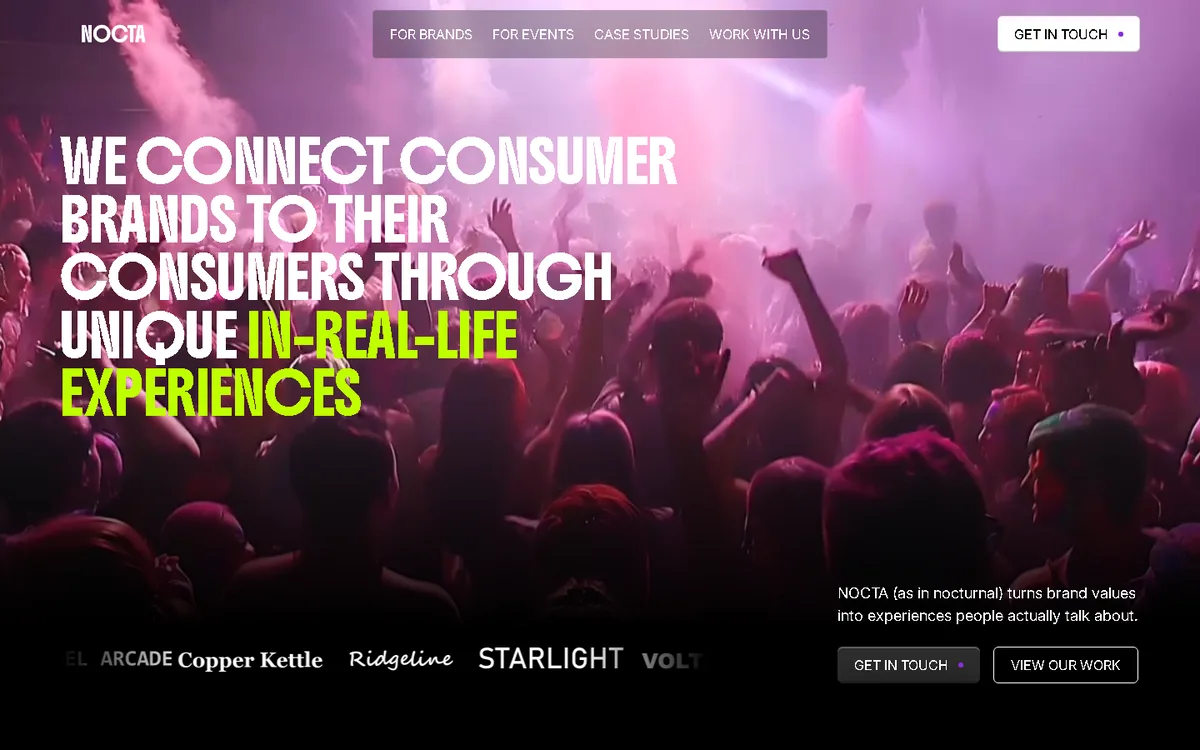 NOCTA
FOR BRANDS FOR EVENTS CASE STUDIES WORK WITH US
GET IN TOUCH
WE CONNECT CONSUMER
BRANDS TO THEIR
CONSUMERS THROUGH
UNIQUE IN-REAL-LIFE
EXPERIENCES
NOCTA (as in nocturnal) turns brand values
into experiences people actually talk about.
EL ARCADE Copper Kettle Ridgeline STARLIGHT VOLT
GET IN TOUCH VIEW OUR WORK